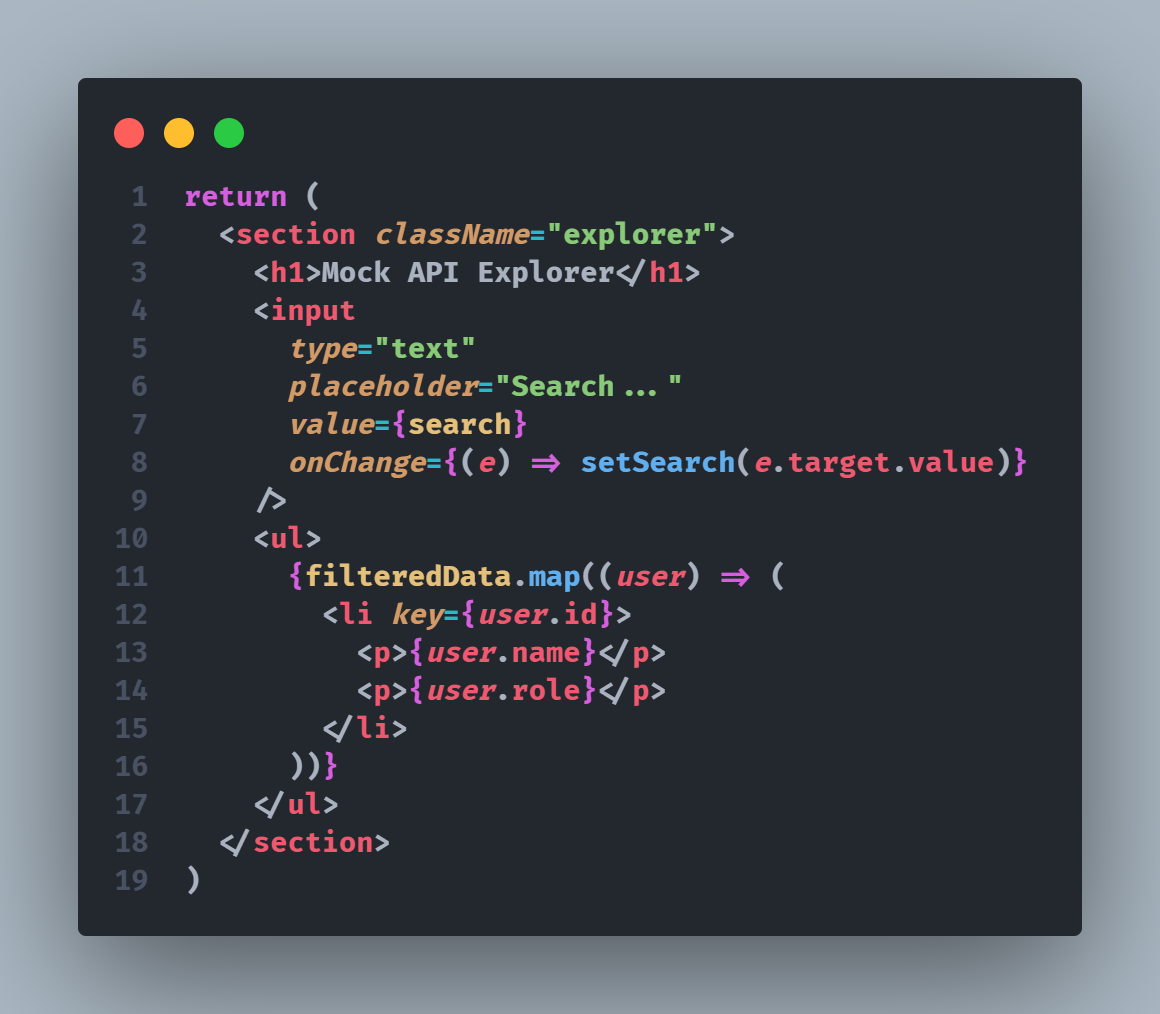 1 return (
2   <section className="explorer">
3     <h1>Mock API Explorer</h1>
4     <input
5       type="text"
6       placeholder="Search..."
7       value={search}
8       onChange={(e) => setSearch(e.target.value)}
9     />
10     <ul>
11       {filteredData.map((user) => (
12         <li key={user.id}>
13           <p>{user.name}</p>
14           <p>{user.role}</p>
15         </li>
16       ))}
17     </ul>
18   </section>
19 )